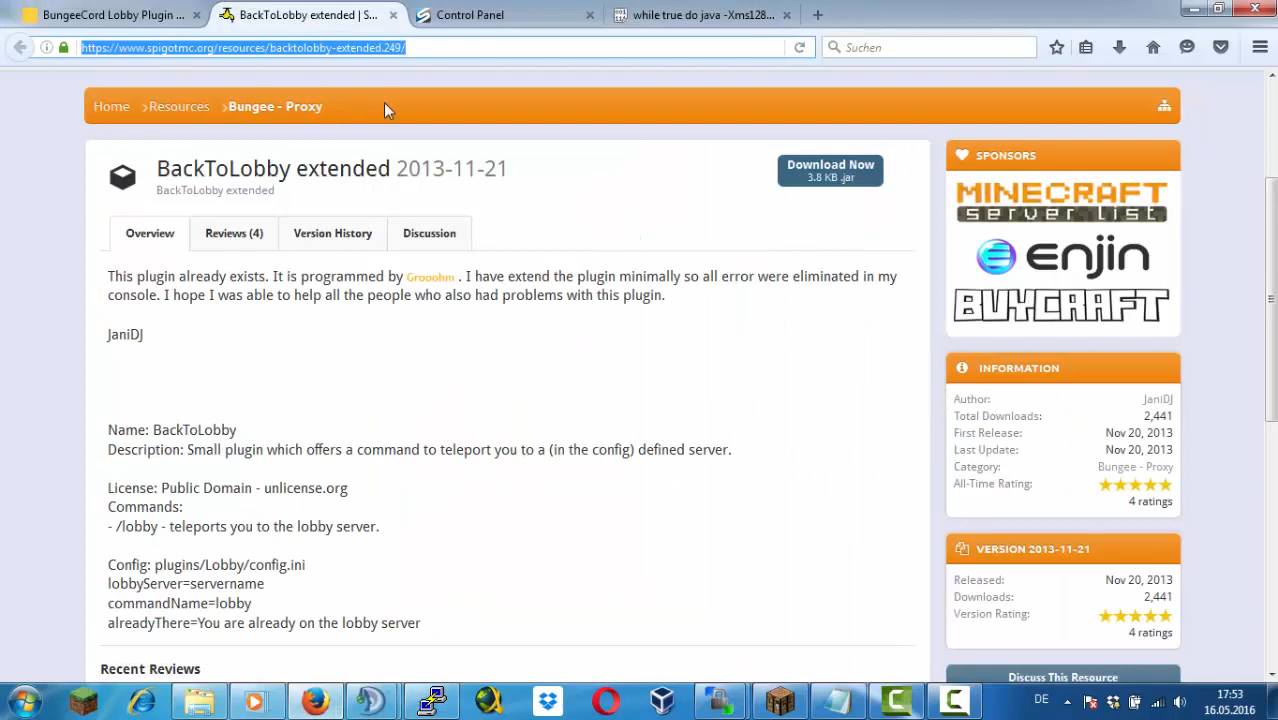 BungeeCord Lobby Plugin ...
BackToLobby extended | S...
Control Panel
while true do java -Xms128...
https://www.spigotmc.org/resources/backtolobby-extended.249/
Suchen
Home
Resources
Bungee - Proxy
BackToLobby extended 2013-11-21
BackToLobby extended
Download Now
3.8 KB .jar
Overview
Reviews (4)
Version History
Discussion
This plugin already exists. It is programmed by Grooohm . I have extend the plugin minimally so all error were eliminated in my
console. I hope I was able to help all the people who also had problems with this plugin.
JaniDJ
Name: BackToLobby
Description: Small plugin which offers a command to teleport you to a (in the config) defined server.
License: Public Domain - unlicense.org
Commands:
- /lobby - teleports you to the lobby server.
Config: plugins/Lobby/config.ini
lobbyServer=servername
commandName=lobby
alreadyThere=You are already on the lobby server
Recent Reviews
SPONSORS
MINECRAFT
SERVER LIST
enjin
BUYCRAFT
INFORMATION
Author: JaniDJ
Total Downloads: 2,441
First Release: Nov 20, 2013
Last Update: Nov 20, 2013
Category: Bungee - Proxy
All-Time Rating:
4 ratings
VERSION 2013-11-21
Released: Nov 20, 2013
Downloads: 2,441
Version Rating:
4 ratings
Discuss This Resource
DE
17:53
16.05.2016